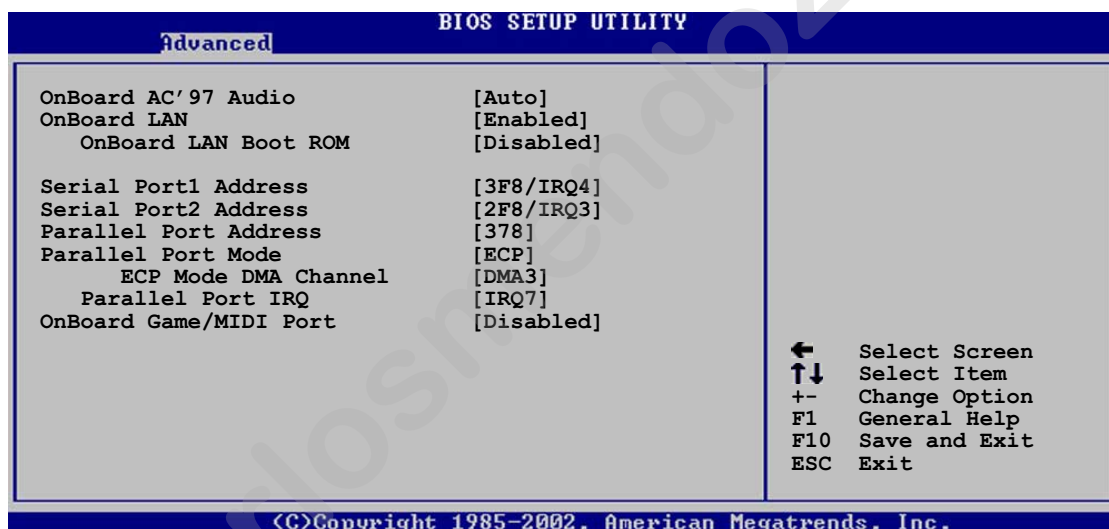 BIOS SETUP UTILITY
Advanced
OnBoard AC'97 Audio [Auto]
OnBoard LAN [Enabled]
OnBoard LAN Boot ROM [Disabled]
Serial Port1 Address [3F8/IRQ4]
Serial Port2 Address [2F8/IRQ3]
Parallel Port Address [378]
Parallel Port Mode [ECP]
ECP Mode DMA Channel [DMA3]
Parallel Port IRQ [IRQ7]
OnBoard Game/MIDI Port [Disabled]
← Select Screen
↑↓ Select Item
+- Change Option
F1 General Help
F10 Save and Exit
ESC Exit
(C)Copyright 1985-2002, American Megatrends, Inc.